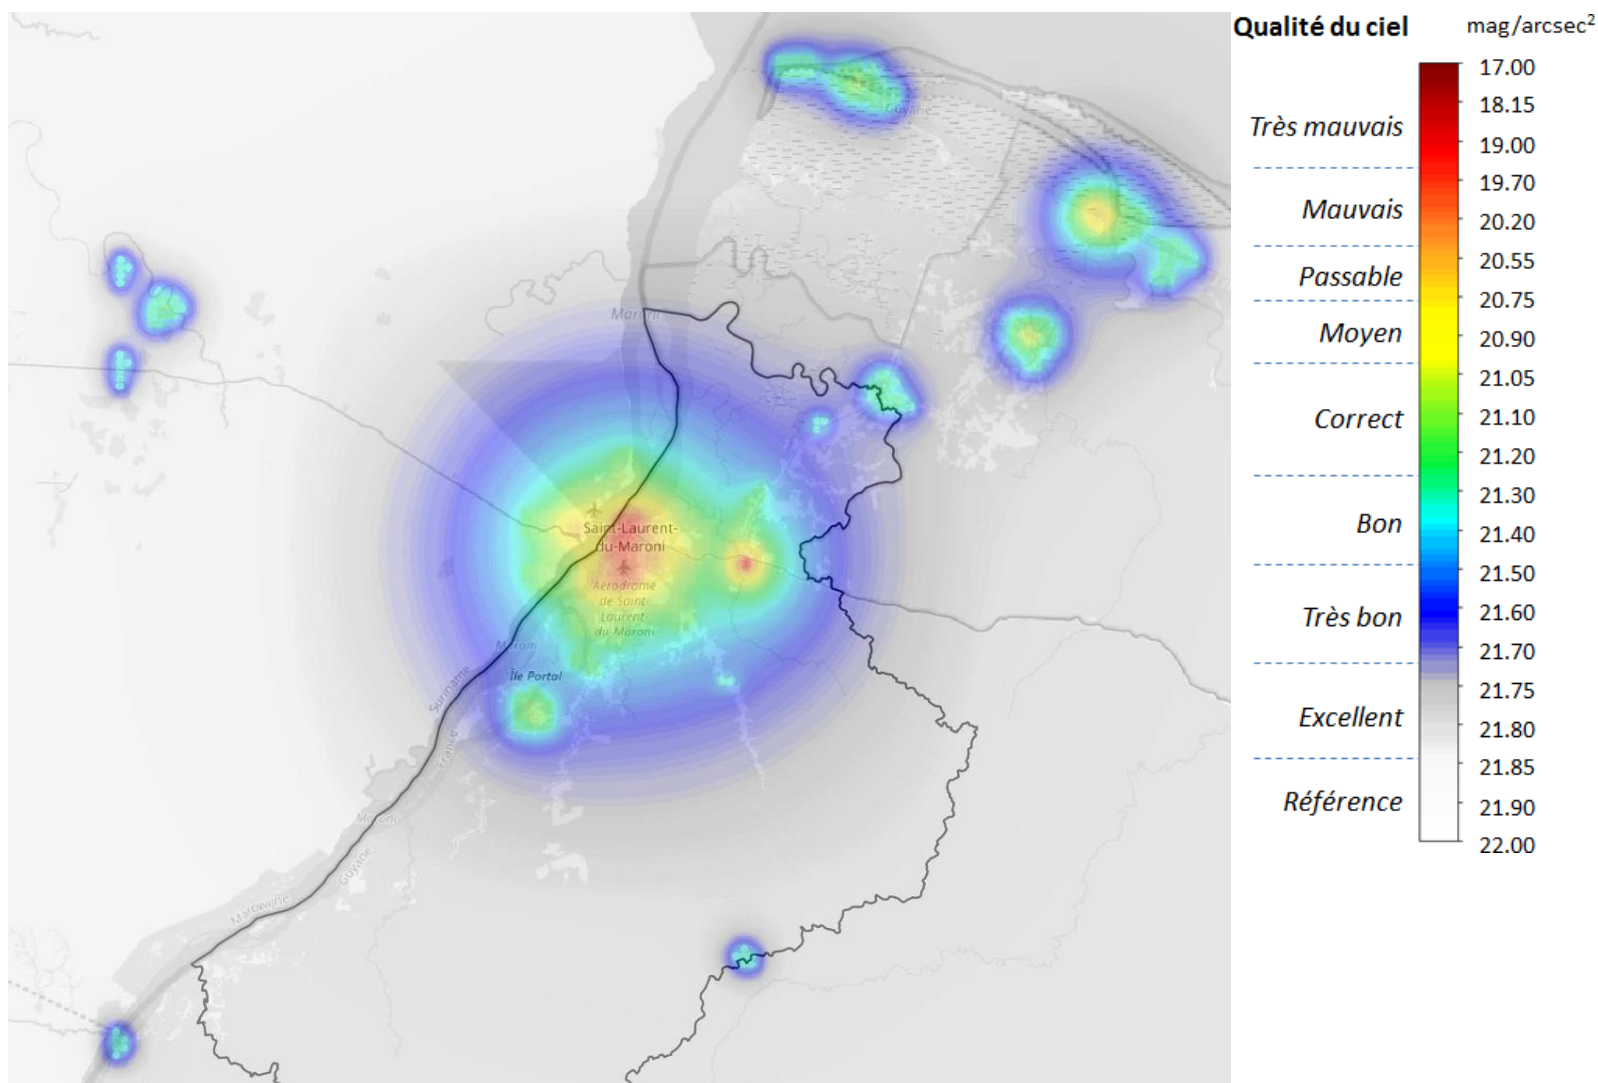 Qualité du ciel
mag/arcsec²
17.00
18.15
Très mauvais
19.00
19.70
Mauvais
20.20
20.55
Passable
20.75
Moyen
20.90
21.05
21.10
Correct
21.20
21.30
Bon
21.40
21.50
21.60
Très bon
21.70
21.75
Excellent
21.80
21.85
Référence
21.90
22.00
Guyane
Maroni
Saint-Laurent-
du-Maroni
Aérodrome
de Saint-
Laurent-
du-Maroni
Maroni
Île Portal
Suriname
France
Maroni
Guyane
Marowijne